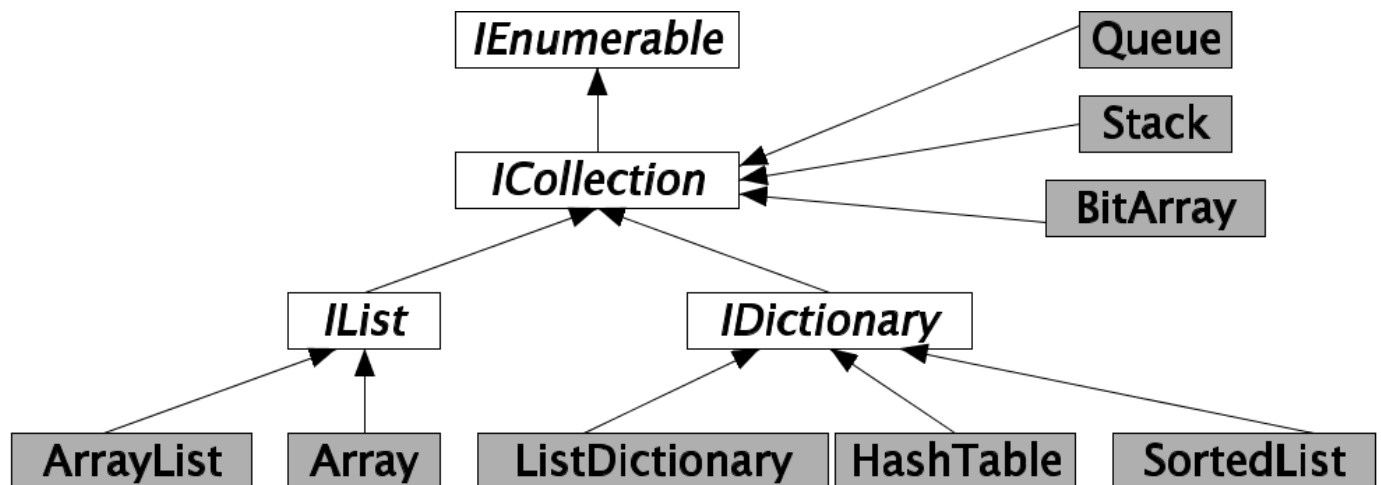 IEnumerable
Queue
Stack
ICollection
BitArray
IList
IDictionary
ArrayList
Array
ListDictionary
HashTable
SortedList